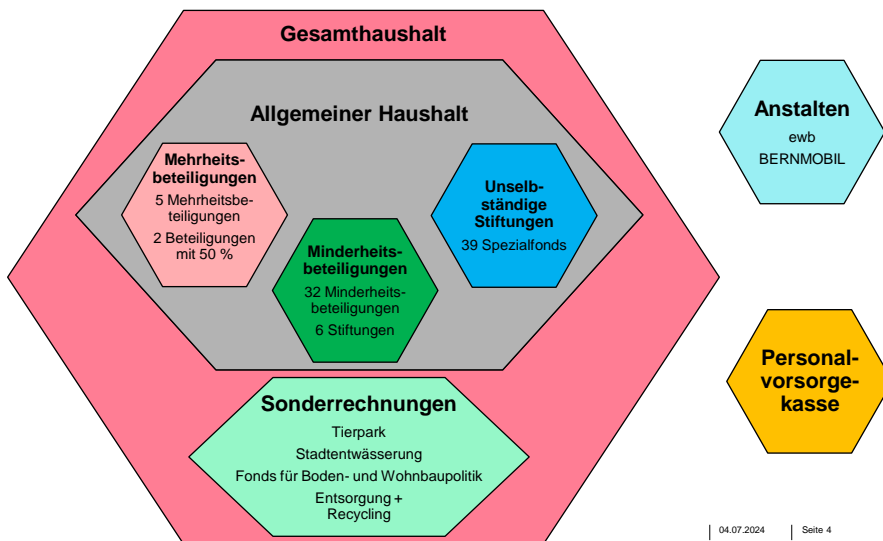 Gesamthaushalt
Allgemeiner Haushalt
Mehrheits-
beteiligungen
5 Mehrheitsbe-
teiligungen
2 Beteiligungen
mit 50 %
Minderheits-
beteiligungen
32 Minderheits-
beteiligungen
6 Stiftungen
Unselb-
ständige
Stiftungen
39 Spezialfonds
Sonderrechnungen
Tierpark
Stadtentwässerung
Fonds für Boden- und Wohnbaupolitik
Entsorgung +
Recycling
Anstalten
ewb
BERNMOBIL
Personal-
vorsorge-
kasse
04.07.2024 Seite 4